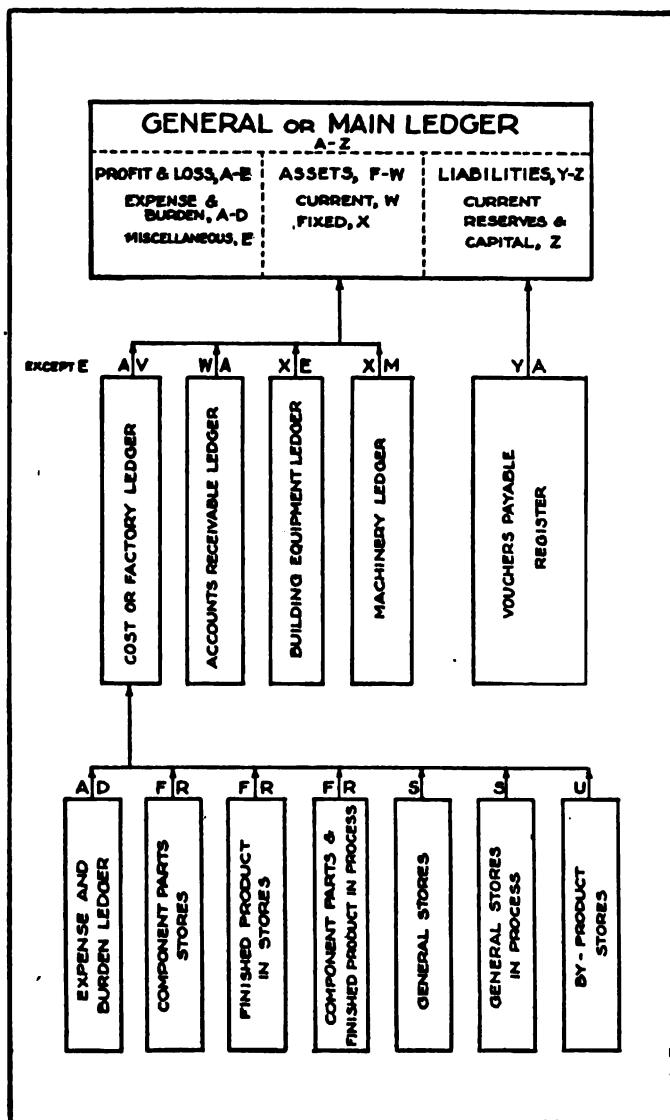 GENERAL OR MAIN LEDGER
A-Z
PROFIT & LOSS, A-E
EXPENSE &
BURDEN, A-D
MISCELLANEOUS, E
ASSETS, F-W
CURRENT, W
FIXED, X
LIABILITIES, Y-Z
CURRENT
RESERVES &
CAPITAL, Z
EXCEPT E
A V
W A
X E
X M
Y A
COST OR FACTORY LEDGER
ACCOUNTS RECEIVABLE LEDGER
BUILDING EQUIPMENT LEDGER
MACHINERY LEDGER
VOUCHERS PAYABLE
REGISTER
A D
F R
F R
F R
S
S
U
EXPENSE AND
BURDEN LEDGER
COMPONENT PARTS
STORES
FINISHED PRODUCT
IN STORES
COMPONENT PARTS &
FINISHED PRODUCT IN PROCESS
GENERAL STORES
GENERAL STORES
IN PROCESS
BY-PRODUCT
STORES